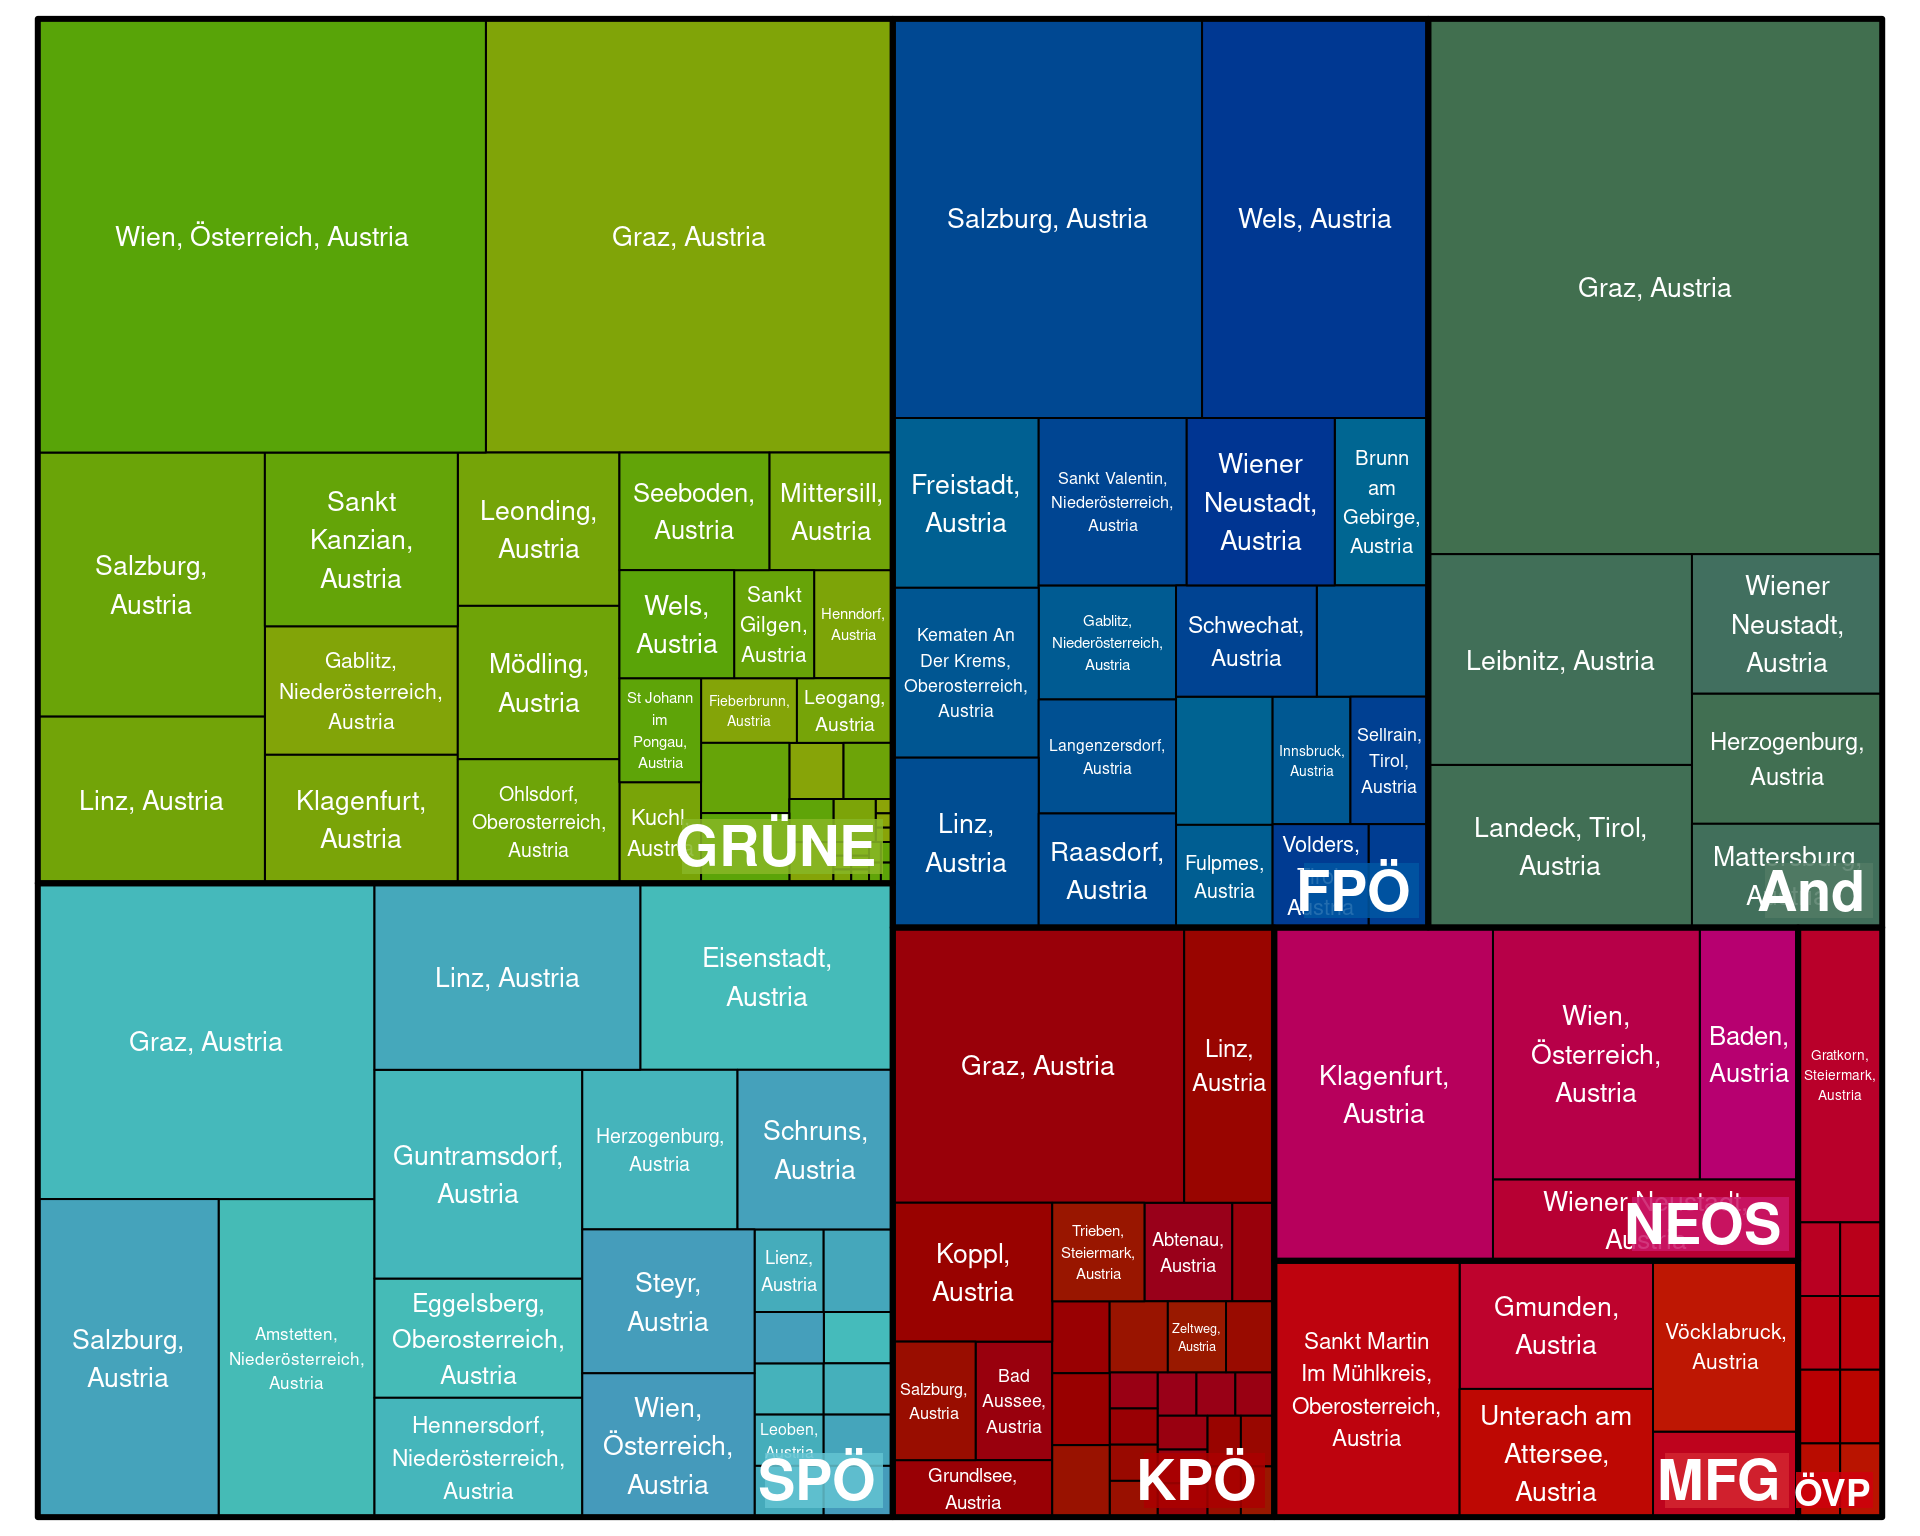 Wien, Österreich, Austria
Graz, Austria
Salzburg,
Austria
Linz, Austria
Sankt
Kanzian,
Austria
Gablitz,
Niederösterreich,
Austria
Klagenfurt,
Austria
Leonding,
Austria
Mödling,
Austria
Ohlsdorf,
Oberosterreich,
Austria
Seeboden,
Austria
Mittersill,
Austria
Wels,
Austria
Sankt
Gilgen,
Austria
Henndorf,
Austria
St Johann
im
Pongau,
Austria
Fieberbrunn,
Austria
Leogang,
Austria
Kuchl,
Austria
GRÜNE
Salzburg, Austria
Wels, Austria
Freistadt,
Austria
Sankt Valentin,
Niederösterreich,
Austria
Wiener
Neustadt,
Austria
Brunn
am
Gebirge,
Austria
Kematen An
Der Krems,
Oberosterreich,
Austria
Gablitz,
Niederösterreich,
Austria
Schwechat,
Austria
Langenzersdorf,
Austria
Innsbruck,
Austria
Sellrain,
Tirol,
Austria
Linz,
Austria
Raasdorf,
Austria
Fulpmes,
Austria
Volders,
Tirol,
Austria
FPÖ
Graz, Austria
Leibnitz, Austria
Landeck, Tirol,
Austria
Wiener
Neustadt,
Austria
Herzogenburg,
Austria
Mattersburg,
Austria
And
Graz, Austria
Linz, Austria
Eisenstadt,
Austria
Salzburg,
Austria
Amstetten,
Niederösterreich,
Austria
Guntramsdorf,
Austria
Herzogenburg,
Austria
Schruns,
Austria
Eggelsberg,
Oberosterreich,
Austria
Hennersdorf,
Niederösterreich,
Austria
Steyr,
Austria
Wien,
Österreich,
Austria
Lienz,
Austria
Leoben,
Austria
SPÖ
Graz, Austria
Linz,
Austria
Koppl,
Austria
Trieben,
Steiermark,
Austria
Abtenau,
Austria
Zeltweg,
Austria
Salzburg,
Austria
Bad
Aussee,
Austria
Grundlsee,
Austria
KPÖ
Klagenfurt,
Austria
Wien,
Österreich,
Austria
Baden,
Austria
Wiener Neustadt,
Austria
NEOS
Sankt Martin
Im Mühlkreis,
Oberosterreich,
Austria
Gmunden,
Austria
Unterach am
Attersee,
Austria
Vöcklabruck,
Austria
MFG
Gratkorn,
Steiermark,
Austria
ÖVP